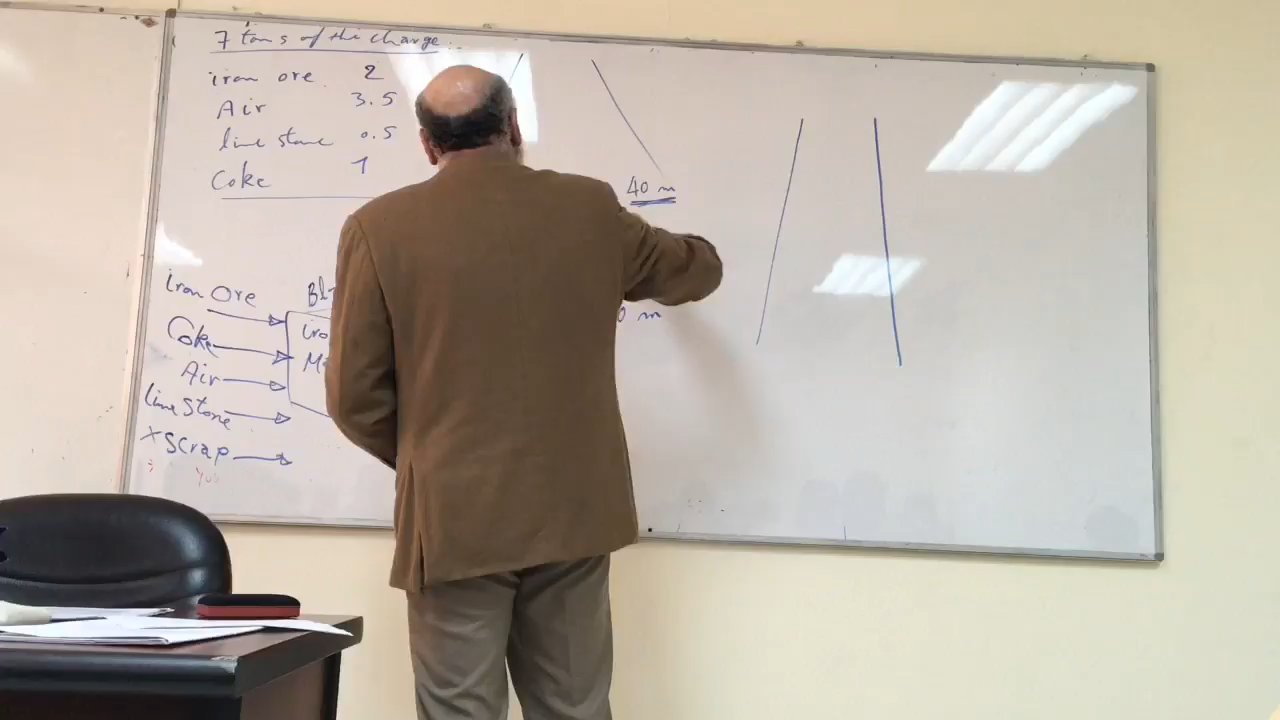 7 tons of the charge..
iron ore. 2
Air 3.5
lime stone 0.5
Coke 1
40 m
iron Ore
Coke
Air
lime Stone
x Scrap
m